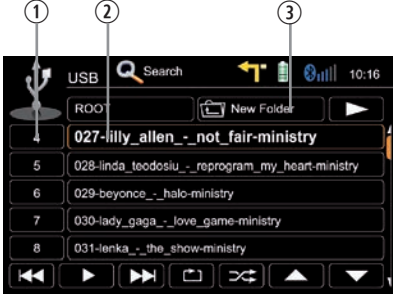 1 2 3
USB Search 10:16
ROOT New Folder
4 027-lilly_allen_-_not_fair-ministry
5 028-linda_teodosiu_-_reprogram_my_heart-ministry
6 029-beyonce_-_halo-ministry
7 030-lady_gaga_-_love_game-ministry
8 031-lenka_-_the_show-ministry